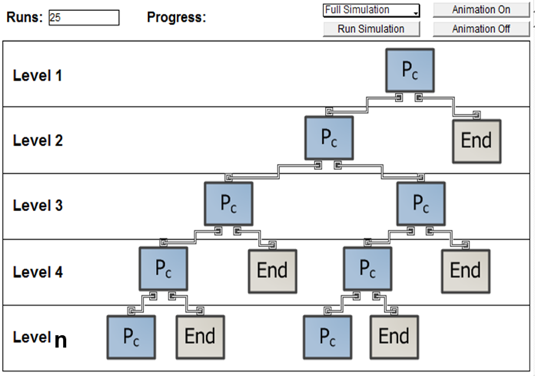 Runs: 25 Progress: Full Simulation Animation On
Run Simulation Animation Off
Level 1 Pc
Level 2 Pc End
Level 3 Pc Pc
Level 4 Pc End Pc End
Level n Pc End Pc End